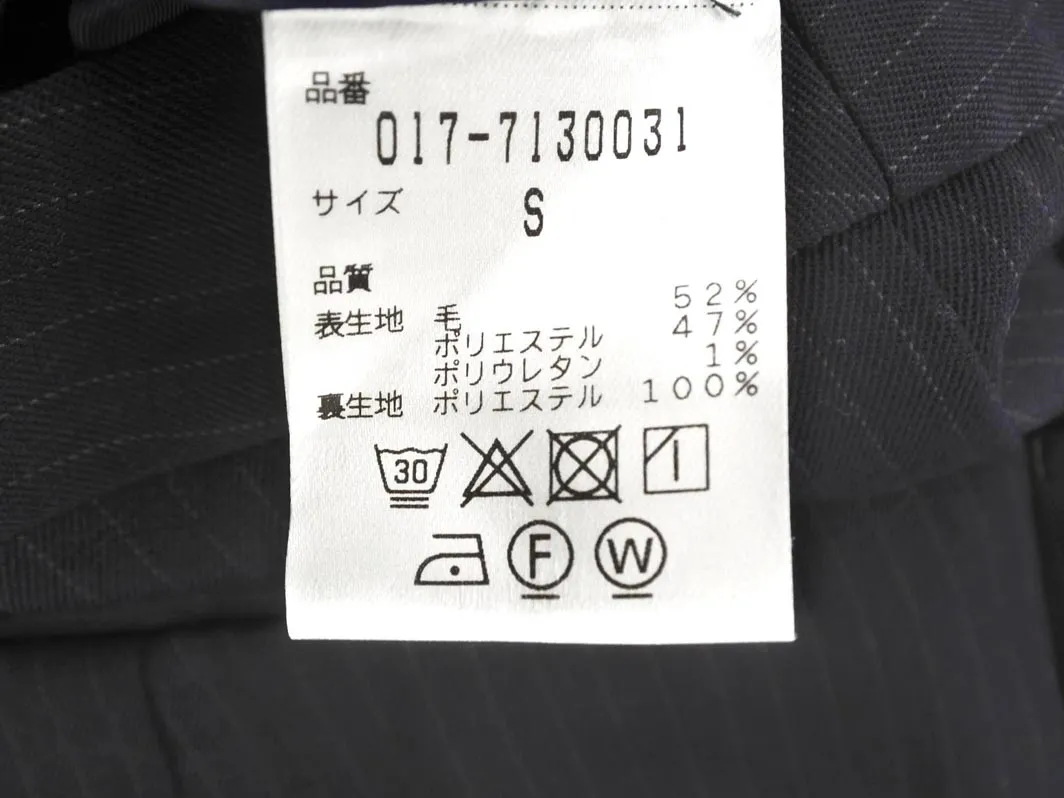 品番
017-7130031
サイズ S
品質
表生地 毛 52%
ポリエステル 47%
ポリウレタン 1%
裏生地 ポリエステル 100%
30
F W